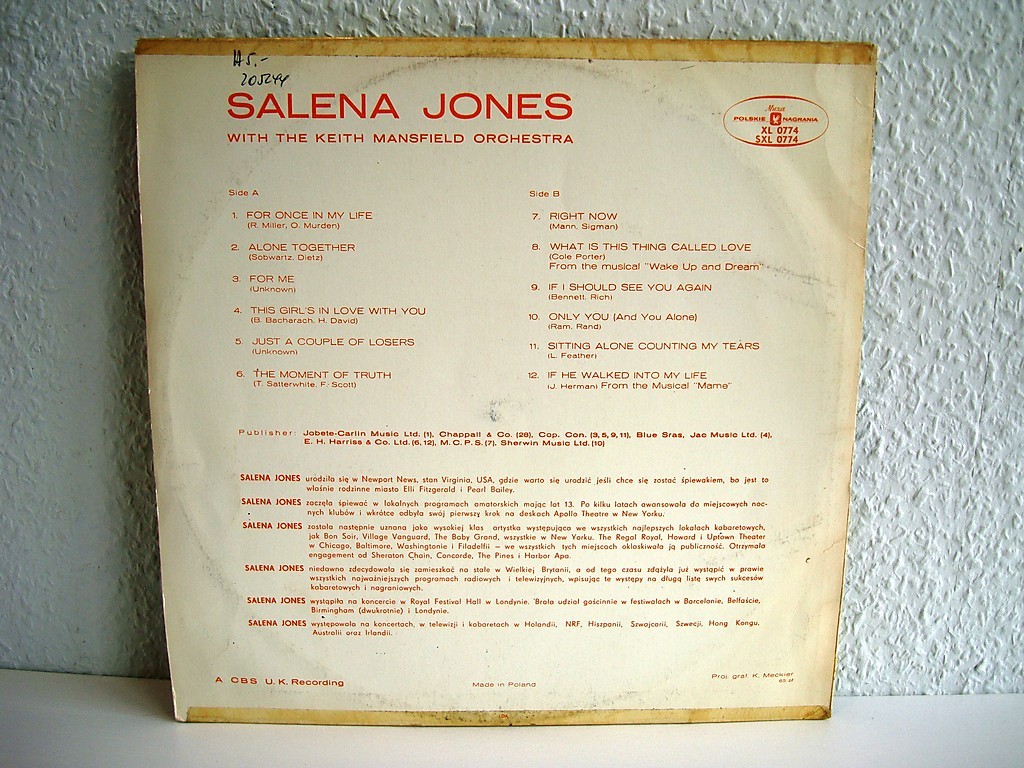 205244
SALENA JONES
WITH THE KEITH MANSFIELD ORCHESTRA
Muza
POLSKIE NAGRANIA
XL 0774
SXL 0774
Side A
1. FOR ONCE IN MY LIFE
(R. Miller, O. Murden)
2. ALONE TOGETHER
(Sobwartz, Dietz)
3. FOR ME
(Unknown)
4. THIS GIRL'S IN LOVE WITH YOU
(B. Bacharach, H. David)
5. JUST A COUPLE OF LOSERS
(Unknown)
6. THE MOMENT OF TRUTH
(T. Satterwhite, F. Scott)
Side B
7. RIGHT NOW
(Mann, Sigman)
8. WHAT IS THIS THING CALLED LOVE
(Cole Porter)
From the musical "Wake Up and Dream"
9. IF I SHOULD SEE YOU AGAIN
(Bennett, Rich)
10. ONLY YOU (And You Alone)
(Ram, Rand)
11. SITTING ALONE COUNTING MY TEARS
(L. Feather)
12. IF HE WALKED INTO MY LIFE
(J. Herman) From the Musical "Mame"
Publisher: Jobete-Carlin Music Ltd. (1), Chappall & Co. (28), Cop. Con. (3, 5, 9, 11), Blue Sras, Jac Music Ltd. (4),
E. H. Harriss & Co. Ltd. (6, 12), M. C. P. S. (7), Sherwin Music Ltd. (10)
SALENA JONES urodziła się w Newport News, stan Virginia, USA, gdzie warto się urodzić jeśli chce się zostać śpiewakiem, bo jest to
właśnie rodzinne miasto Elli Fitzgerald i Pearl Bailey.
SALENA JONES zaczęła śpiewać w lokalnych programach amatorskich mając lat 13. Po kilku latach awansowała do miejscowych noc-
nych klubów i wkrótce odbyła swój pierwszy krok na deskach Apollo Theatre w New Yorku.
SALENA JONES została następnie uznana jako wysokiej klas artystka występująca we wszystkich najlepszych lokalach kabaretowych,
jak Bon Soir, Village Vanguard, The Baby Grand, wszystkie w New Yorku. The Regal Royal, Howard i Uptown Theater
w Chicago, Baltimore, Washingtonie i Filadelfii — we wszystkich tych miejscach oklaskiwała ją publiczność. Otrzymała
engagement od Sheraton Chain, Concorde, The Pines i Harbor Apa.
SALENA JONES niedawno zdecydowała się zamieszkać na stałe w Wielkiej Brytanii, a od tego czasu zdążyła już wystąpić w prawie
wszystkich najważniejszych programach radiowych i telewizyjnych, wpisując te występy na długą listę swych sukcesów
kabaretowych i nagraniowych.
SALENA JONES wystąpiła na koncercie w Royal Festival Hall w Londynie. Brała udział gościnnie w festiwalach w Barcelonie, Belfaście,
Birmingham (dwukrotnie) i Londynie.
SALENA JONES występowała na koncertach, w telewizji i kabaretach w Holandii, NRF, Hiszpanii, Szwajcarii, Szwecji, Hong Kongu,
Australii oraz Irlandii.
A CBS U.K. Recording
Made in Poland
Proj. graf. K. Meckier
65 zł